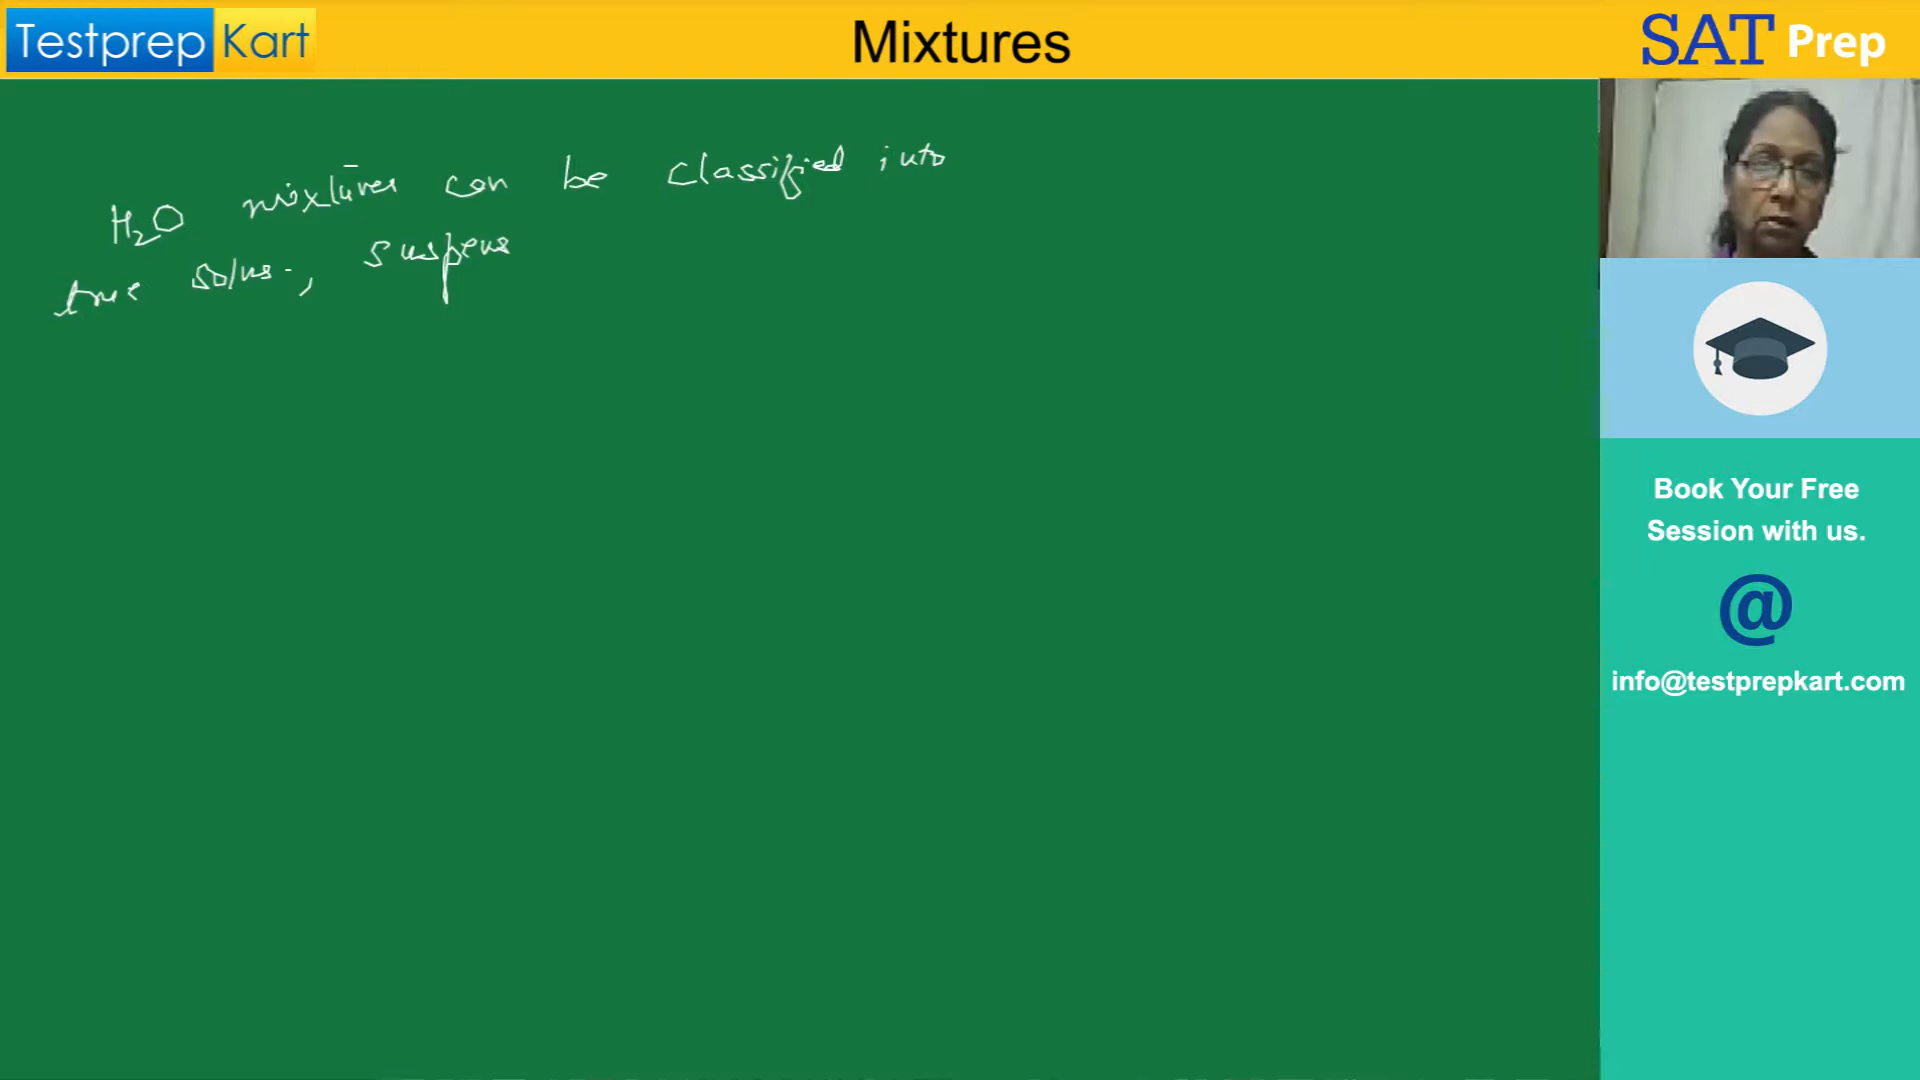 Testprep Kart
Mixtures
SAT Prep
H2O mixtures can be classified into
true solns., suspens
Book Your Free
Session with us.
@
info@testprepkart.com